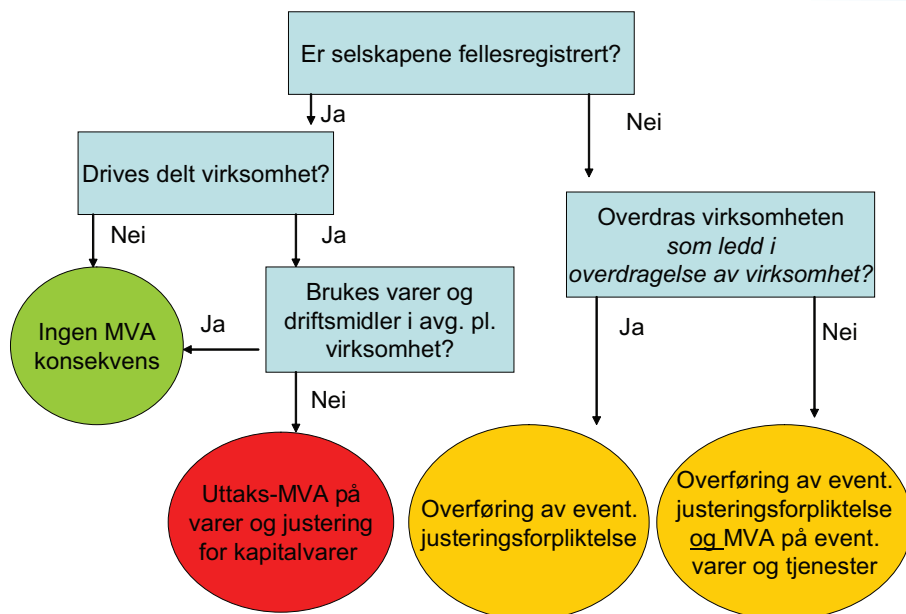 Er selskapene fellesregistrert?
Ja
Nei
Drives delt virksomhet?
Nei
Ja
Overdras virksomheten
som ledd i
overdragelse av virksomhet?
Ingen MVA
konsekvens
Ja
Brukes varer og
driftsmidler i avg. pl.
virksomhet?
Ja
Nei
Nei
Uttaks-MVA på
varer og justering
for kapitalvarer
Overføring av event.
justeringsforpliktelse
Overføring av event.
justeringsforpliktelse
og MVA på event.
varer og tjenester